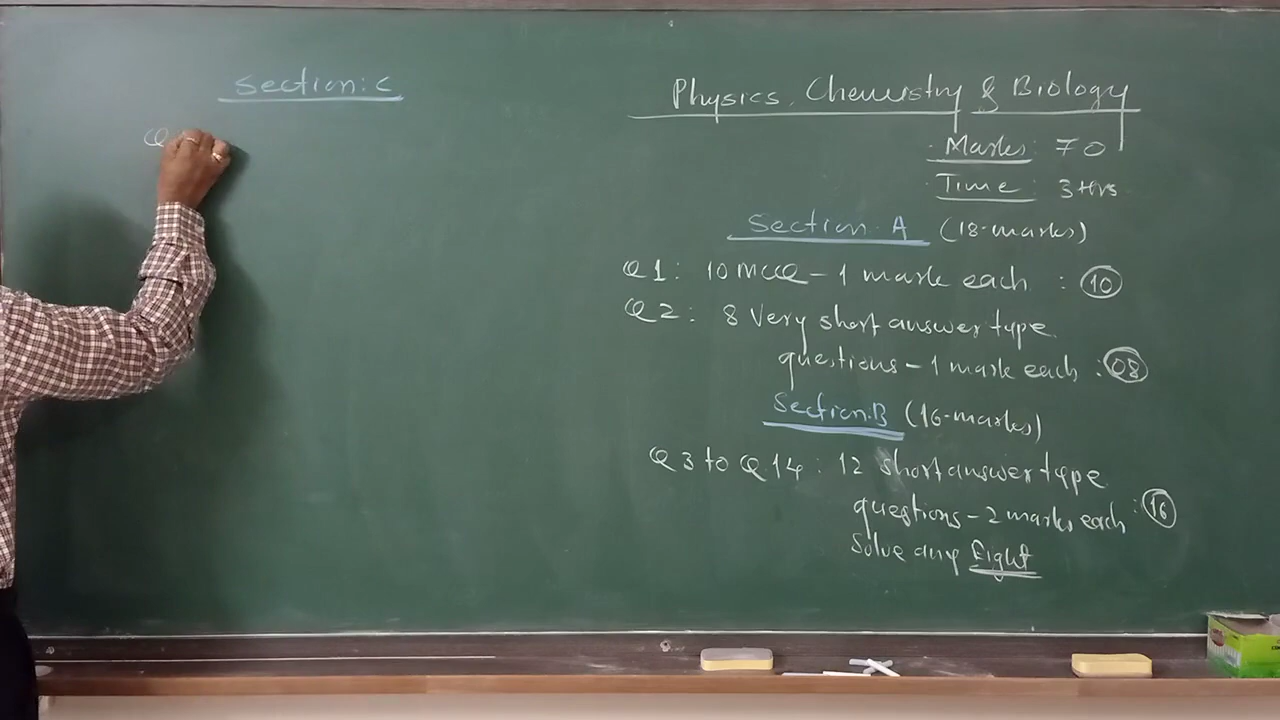 Section: C
Q
Physics, Chemistry & Biology
Marks: 70
Time: 3Hrs
Section: A (18-marks)
Q1: 10 MCQ - 1 mark each : 10
Q2: 8 Very short answer type
questions - 1 mark each : 08
Section: B (16-marks)
Q3 to Q14: 12 short answer type
questions - 2 marks each : 16
Solve any Eight